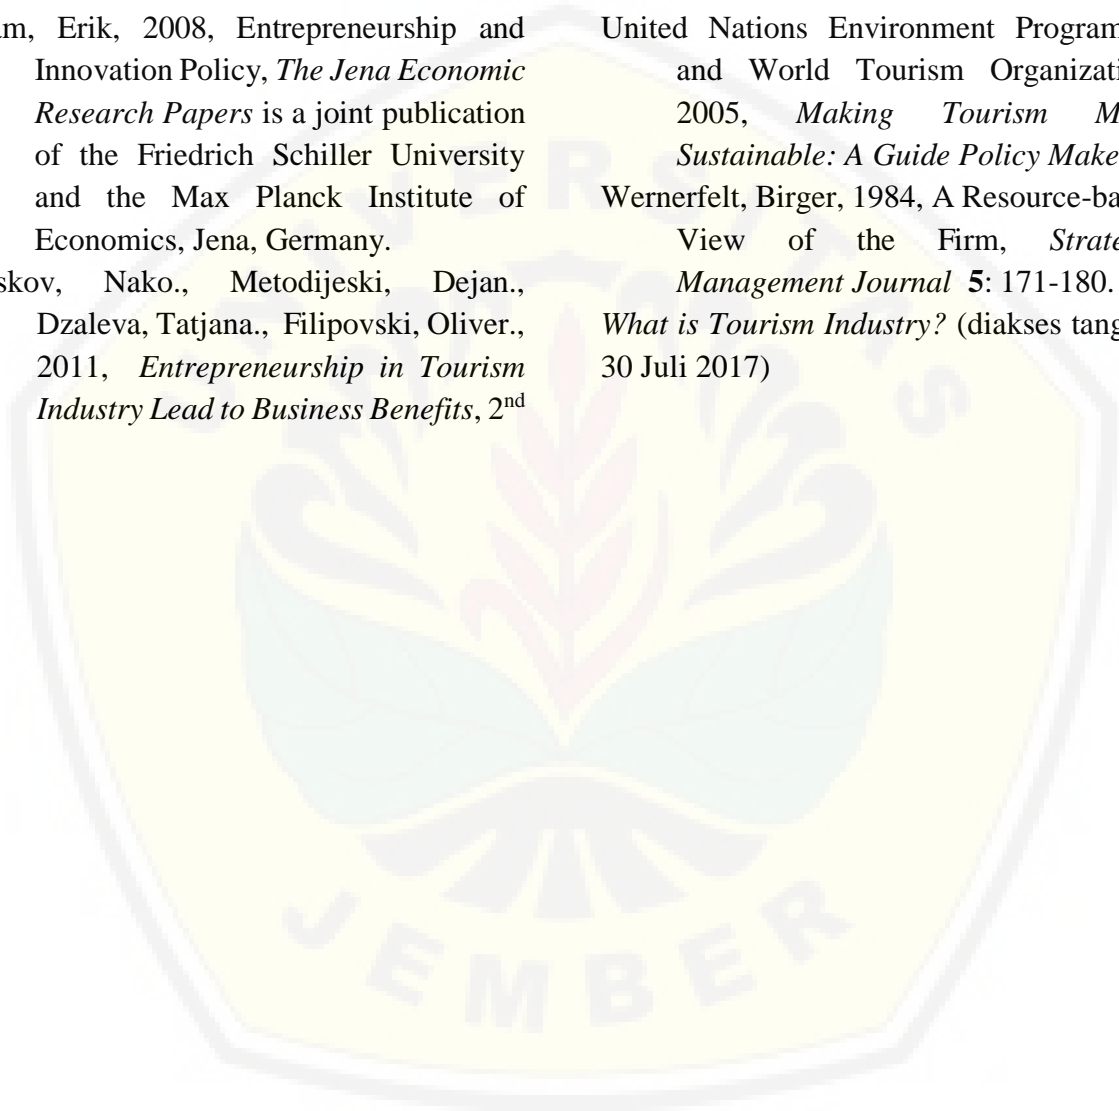 am, Erik, 2008, Entrepreneurship and
Innovation Policy, The Jena Economic
Research Papers is a joint publication
of the Friedrich Schiller University
and the Max Planck Institute of
Economics, Jena, Germany.
skov, Nako., Metodijeski, Dejan.,
Dzaleva, Tatjana., Filipovski, Oliver.,
2011, Entrepreneurship in Tourism
Industry Lead to Business Benefits, 2nd
United Nations Environment Program
and World Tourism Organizati
2005, Making Tourism M
Sustainable: A Guide Policy Make
Wernerfelt, Birger, 1984, A Resource-ba
View of the Firm, Strate
Management Journal 5: 171-180.
What is Tourism Industry? (diakses tang
30 Juli 2017)
UNIVERSITAS
JEMBER